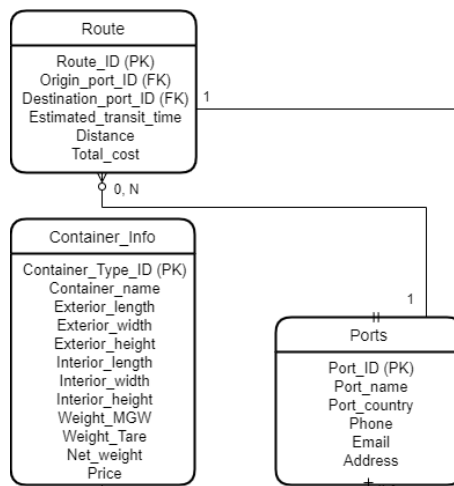 Route
Route_ID (PK)
Origin_port_ID (FK)
Destination_port_ID (FK)
Estimated_transit_time
Distance
Total_cost
1
0, N
Container_Info
Container_Type_ID (PK)
Container_name
Exterior_length
Exterior_width
Exterior_height
Interior_length
Interior_width
Interior_height
Weight_MGW
Weight_Tare
Net_weight
Price
1
Ports
Port_ID (PK)
Port_name
Port_country
Phone
Email
Address